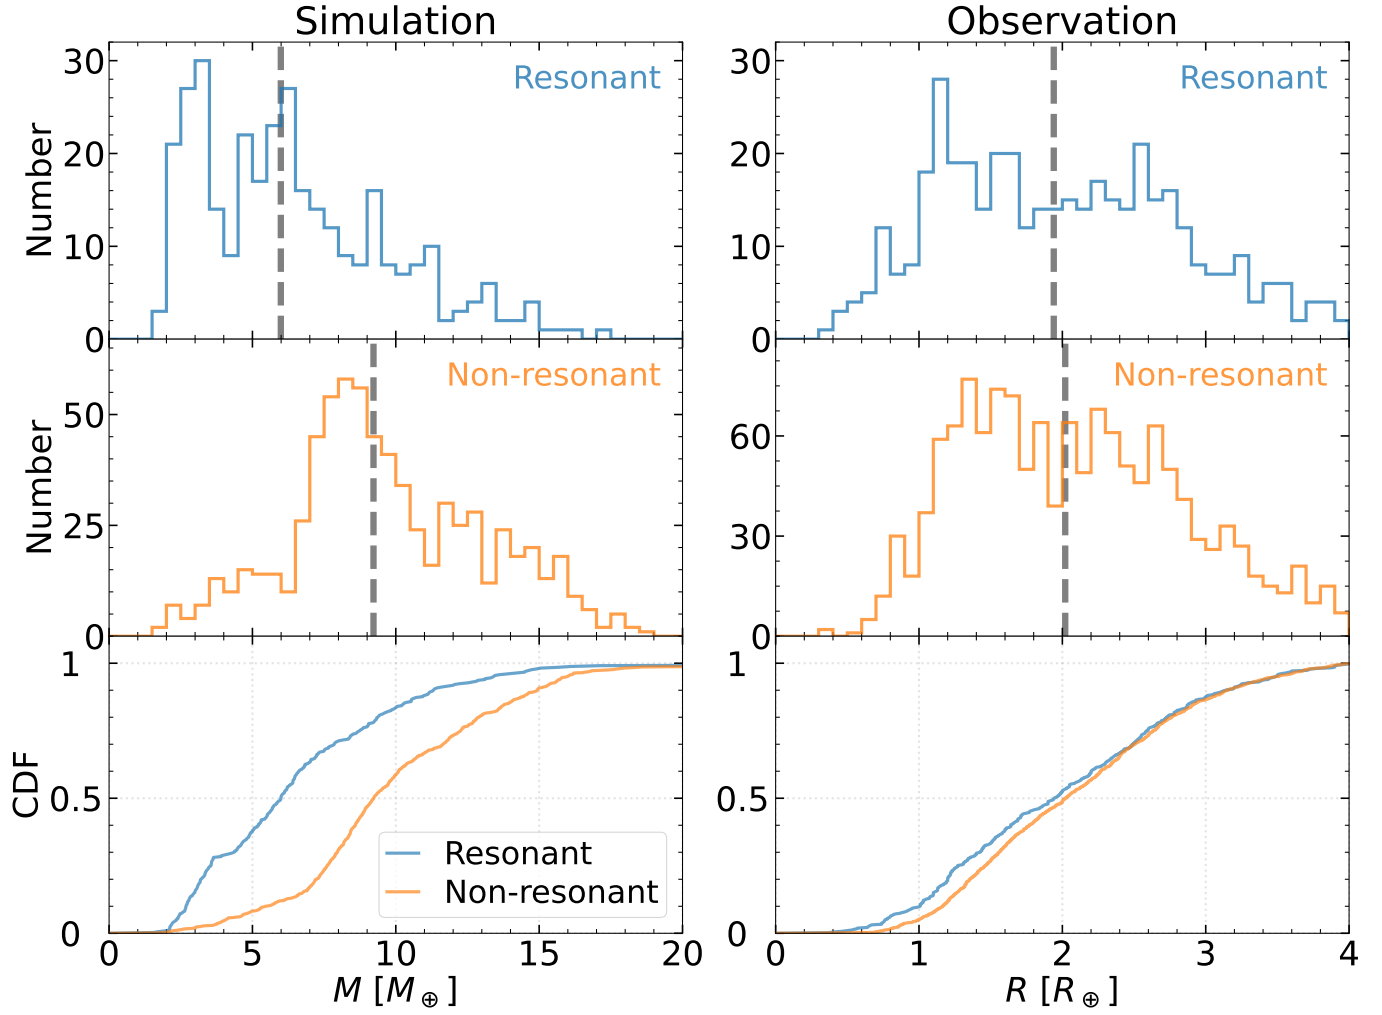 Simulation
Observation
Number
30
20
10
0
Resonant
30
20
10
0
Resonant
Number
50
25
0
Non-resonant
60
30
0
Non-resonant
CDF
1
0.5
0
Resonant
Non-resonant
0 5 10 15 20
M [M⊕]
1
0.5
0
0 1 2 3 4
R [R⊕]